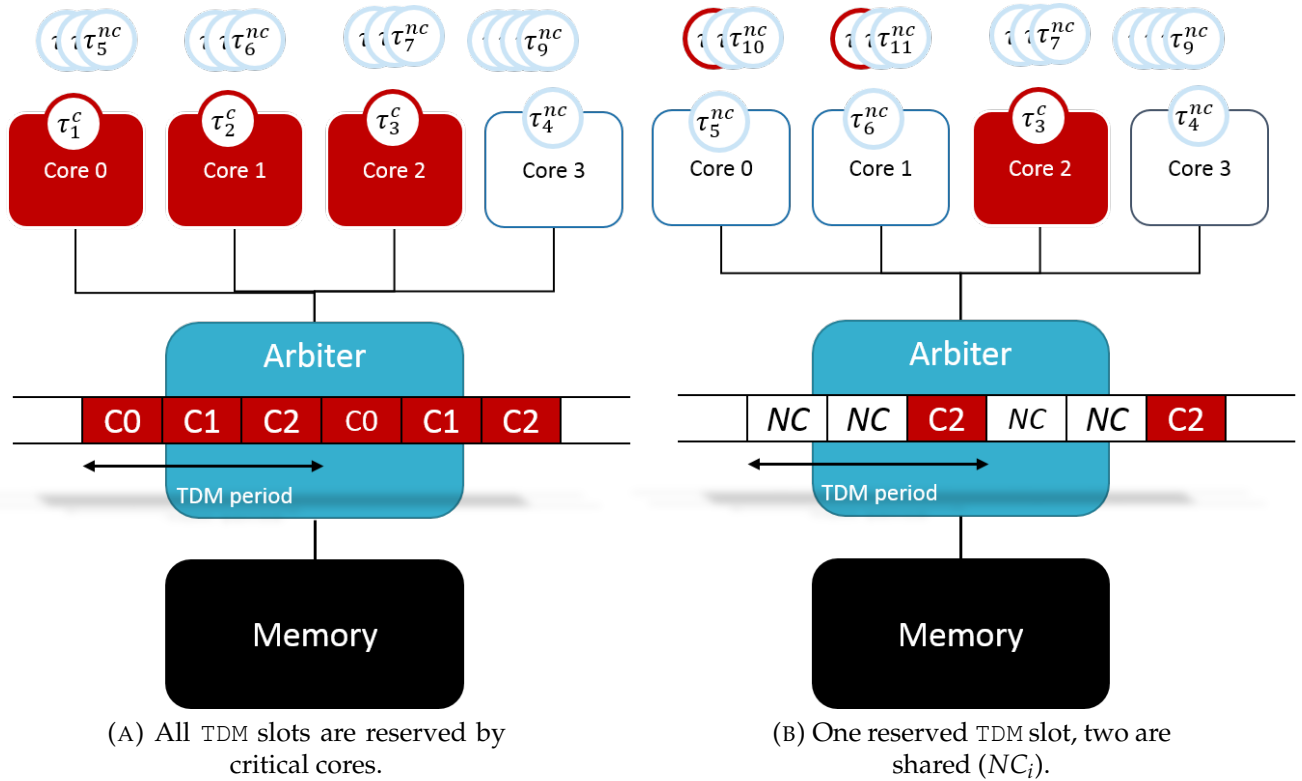 τ τ τ₅ⁿᶜ
τ τ τ₆ⁿᶜ
τ τ τ₇ⁿᶜ
τ₉ⁿᶜ
τ₁ᶜ
τ₂ᶜ
τ₃ᶜ
τ₄ⁿᶜ
Core 0
Core 1
Core 2
Core 3
Arbiter
C0 C1 C2 C0 C1 C2
TDM period
Memory
(A) All TDM slots are reserved by
critical cores.
τ τ τ₁₀ⁿᶜ
τ τ τ₁₁ⁿᶜ
τ τ τ₇ⁿᶜ
τ₉ⁿᶜ
τ₅ⁿᶜ
τ₆ⁿᶜ
τ₃ᶜ
τ₄ⁿᶜ
Core 0
Core 1
Core 2
Core 3
Arbiter
NC NC C2 NC NC C2
TDM period
Memory
(B) One reserved TDM slot, two are
shared (NCᵢ).